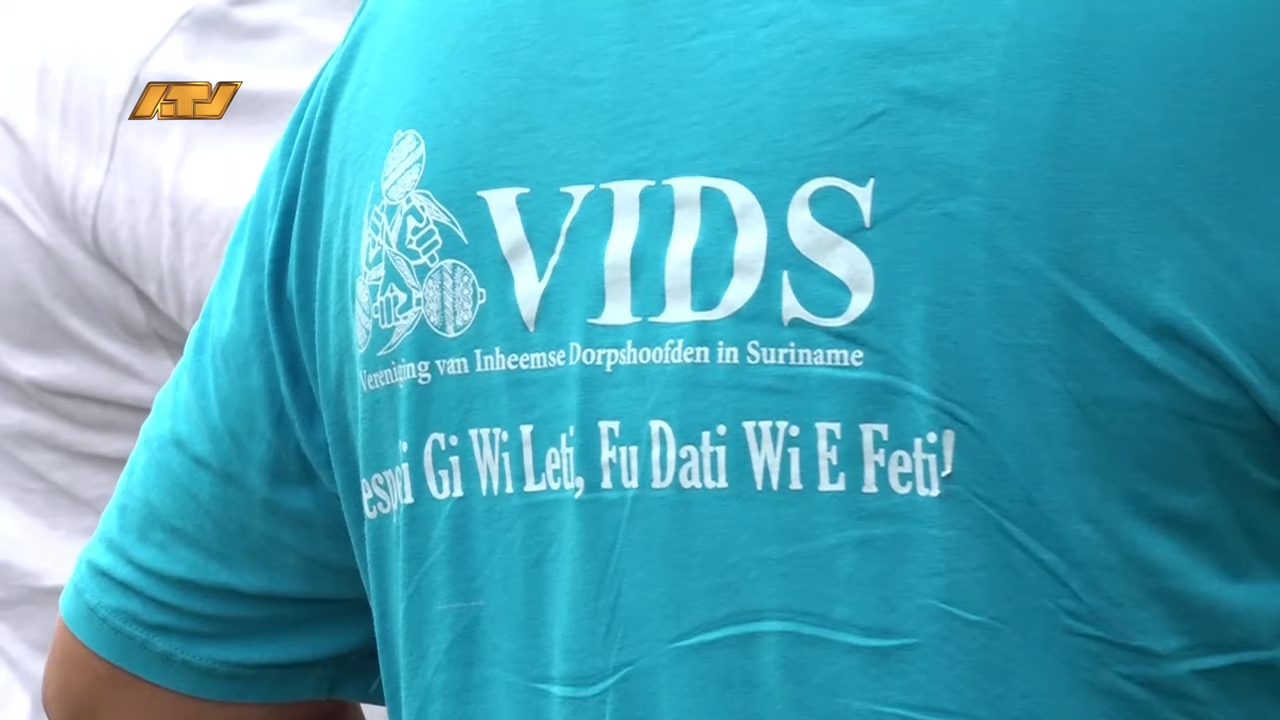 ATV
VIDS
Vereniging van Inheemse Dorpshoofden in Suriname
Gi Wi Leti, Fu Dati Wi E Feti!